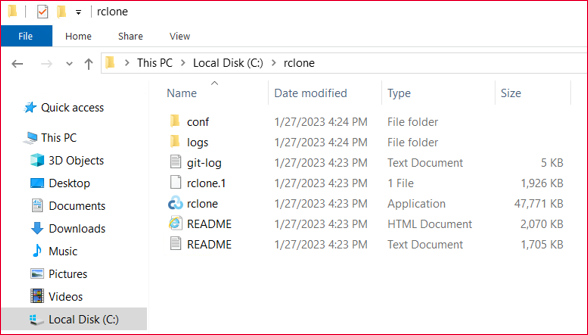 rclone
File Home Share View
This PC Local Disk (C:) rclone
Name Date modified Type Size
Quick access
This PC
3D Objects
Desktop
Documents
Downloads
Music
Pictures
Videos
Local Disk (C:)
conf 1/27/2023 4:24 PM File folder
logs 1/27/2023 4:24 PM File folder
git-log 1/27/2023 4:23 PM Text Document 5 KB
rclone.1 1/27/2023 4:23 PM 1 File 1,926 KB
rclone 1/27/2023 4:23 PM Application 47,771 KB
README 1/27/2023 4:23 PM HTML Document 2,070 KB
README 1/27/2023 4:23 PM Text Document 1,705 KB